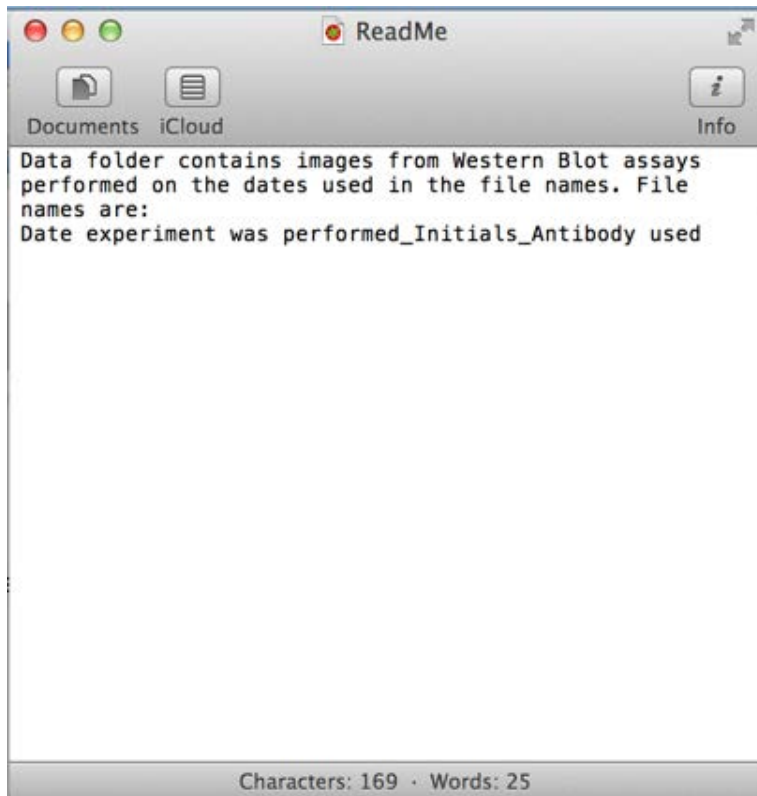 ReadMe
Documents iCloud
Info
Data folder contains images from Western Blot assays
performed on the dates used in the file names. File
names are:
Date experiment was performed_Initials_Antibody used
Characters: 169 · Words: 25